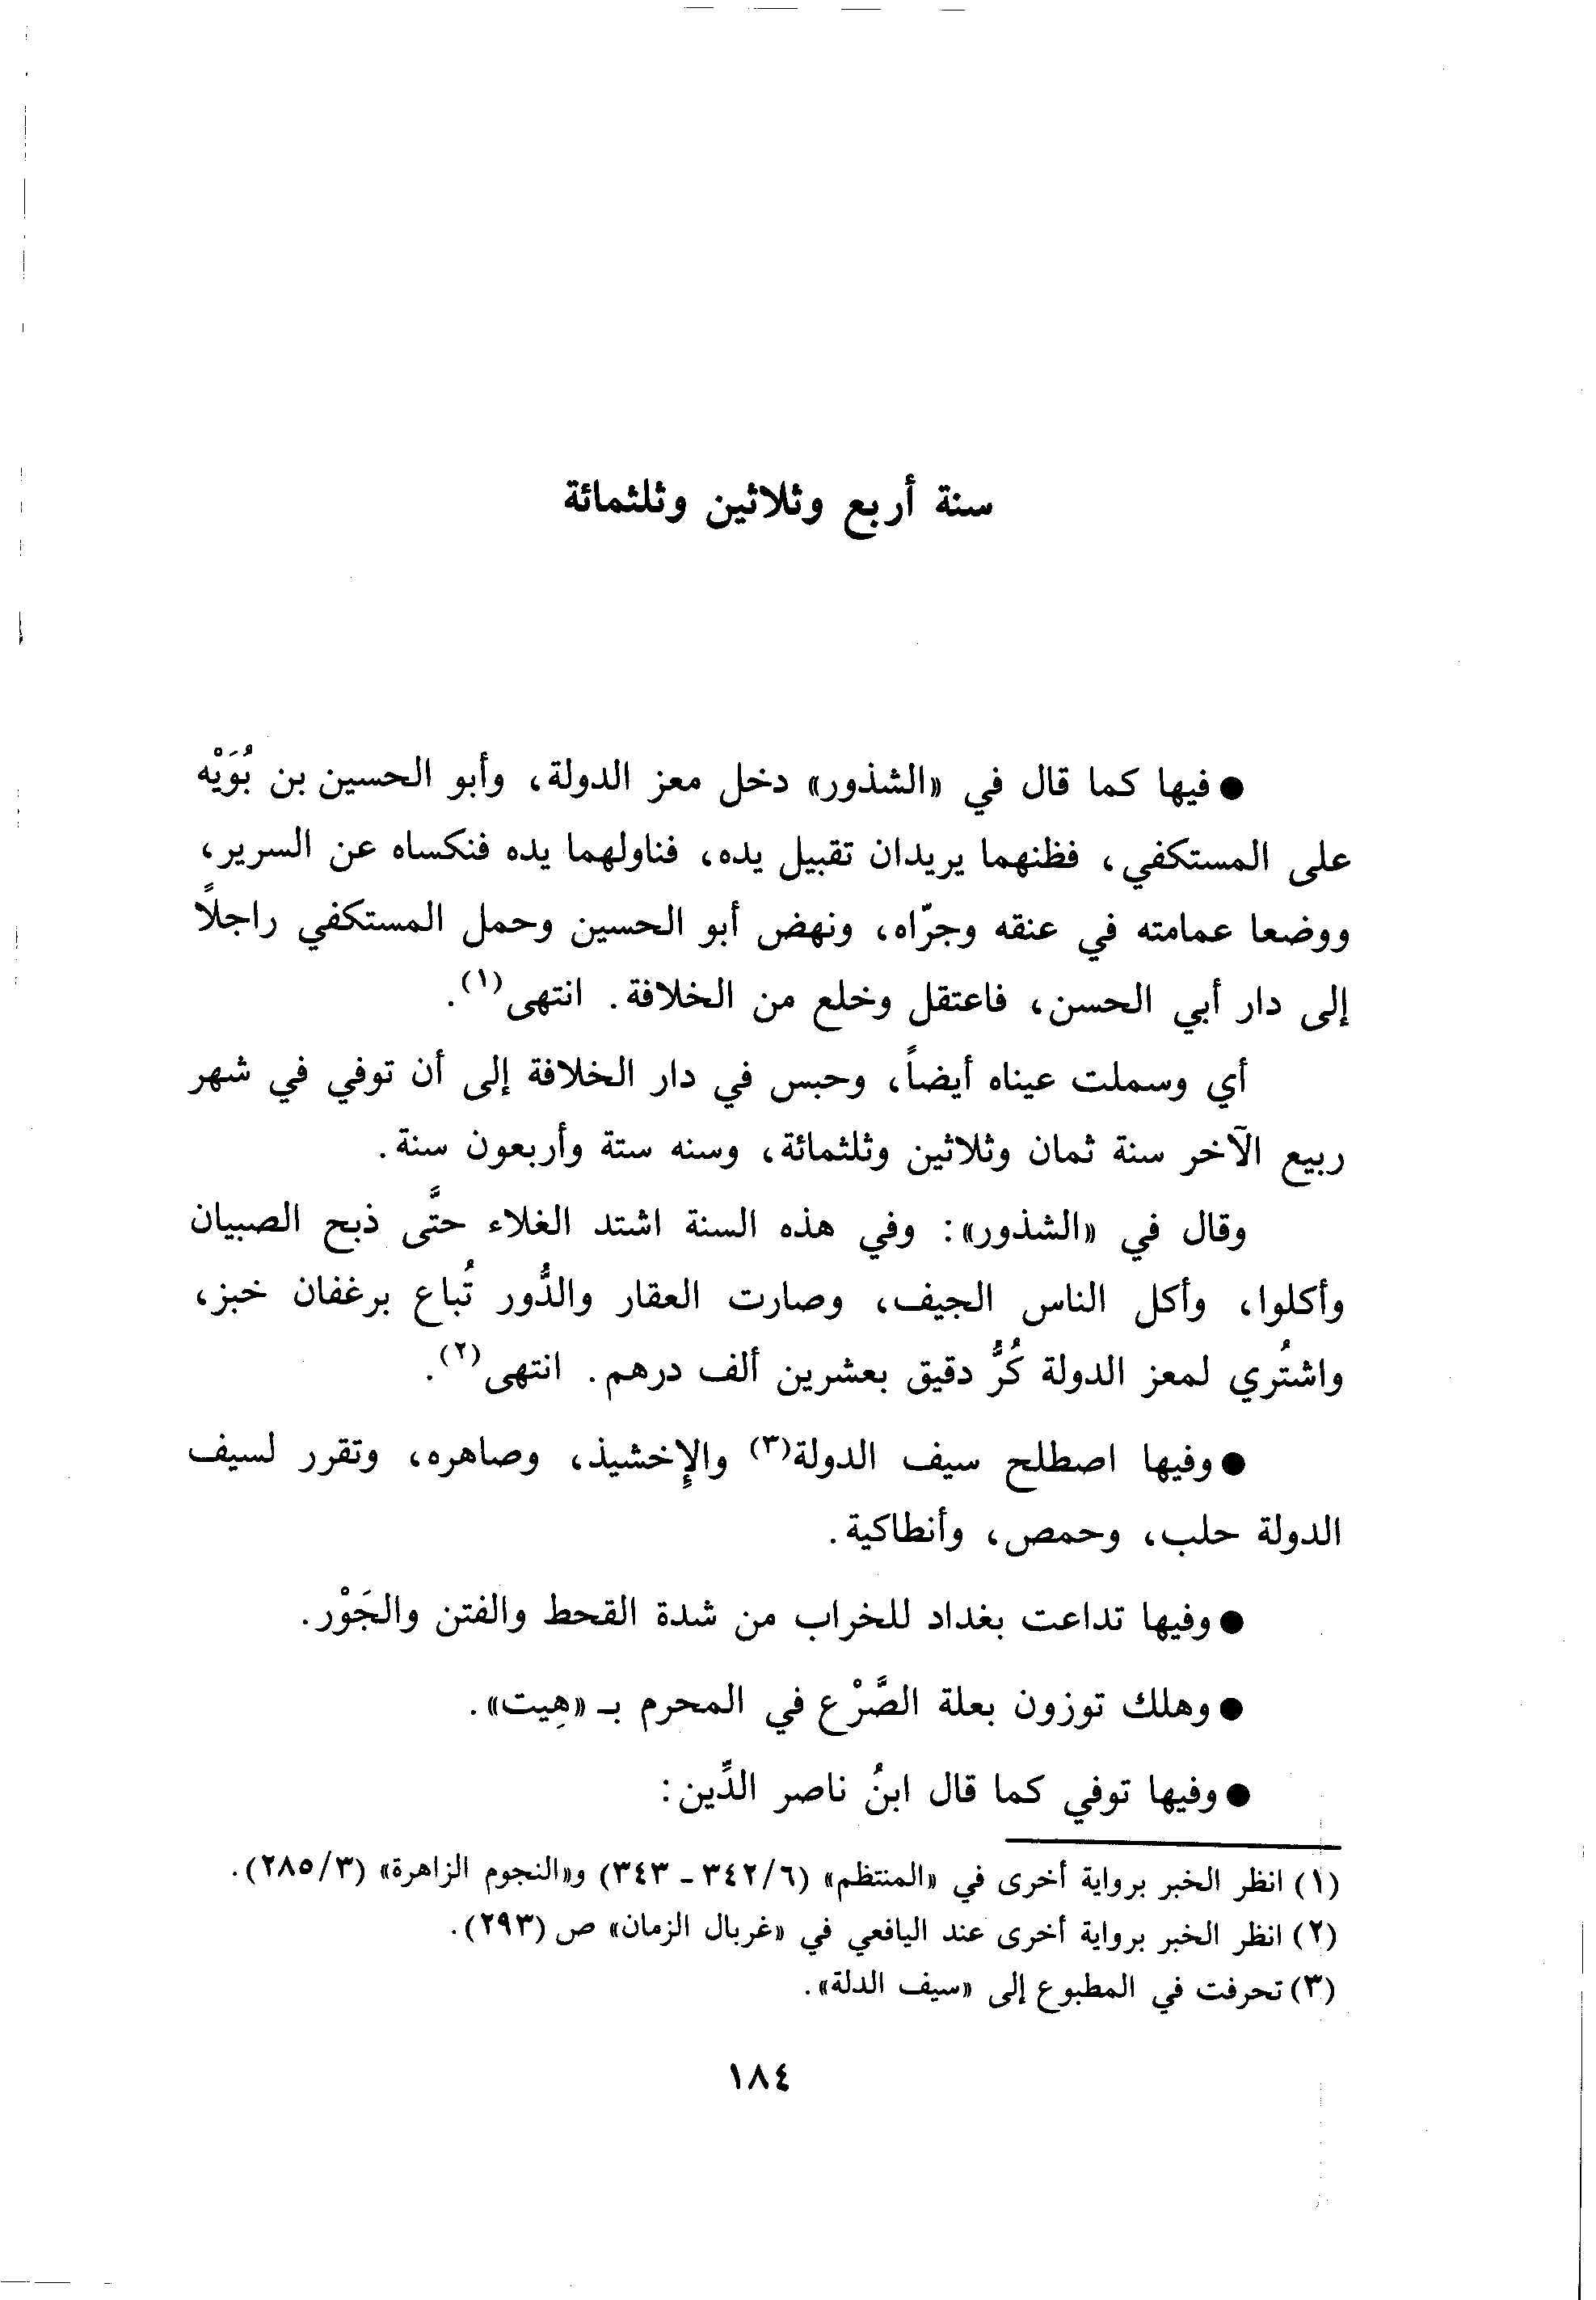 سنة أربع وثلاثين وثلثمائة
● فيها كما قال في «الشذور» دخل معز الدولة، وأبو الحسين بن بُوَيْه
على المستكفي، فظنهما يريدان تقبيل يده، فناولهما يده فنكساه عن السرير،
ووضعا عمامته في عنقه وجرّاه، ونهض أبو الحسين وحمل المستكفي راجلاً
إلى دار أبي الحسن، فاعتقل وخلع من الخلافة. انتهى(١).
أي وسملت عيناه أيضاً، وحبس في دار الخلافة إلى أن توفي في شهر
ربيع الآخر سنة ثمان وثلاثين وثلثمائة، وسنه ستة وأربعون سنة.
وقال في «الشذور»: وفي هذه السنة اشتد الغلاء حتَّى ذبح الصبيان
وأكلوا، وأكل الناس الجيف، وصارت العقار والدُّور تُباع برغفان خبز،
واشتُري لمعز الدولة كُرُّ دقيق بعشرين ألف درهم. انتهى(٢).
● وفيها اصطلح سيف الدولة(٣) والإِخشيذ، وصاهره، وتقرر لسيف
الدولة حلب، وحمص، وأنطاكية.
● وفيها تداعت بغداد للخراب من شدة القحط والفتن والجَوْر.
● وهلك توزون بعلة الصَّرْع في المحرم بـ «هِيت».
● وفيها توفي كما قال ابنُ ناصر الدِّين:
(١) انظر الخبر برواية أخرى في «المنتظم» (٦/ ٣٤٢ - ٣٤٣) و«النجوم الزاهرة» (٣/ ٢٨٥).
(٢) انظر الخبر برواية أخرى عند اليافعي في «غربال الزمان» ص (٢٩٣).
(٣) تحرفت في المطبوع إلى «سيف الدلة».
١٨٤